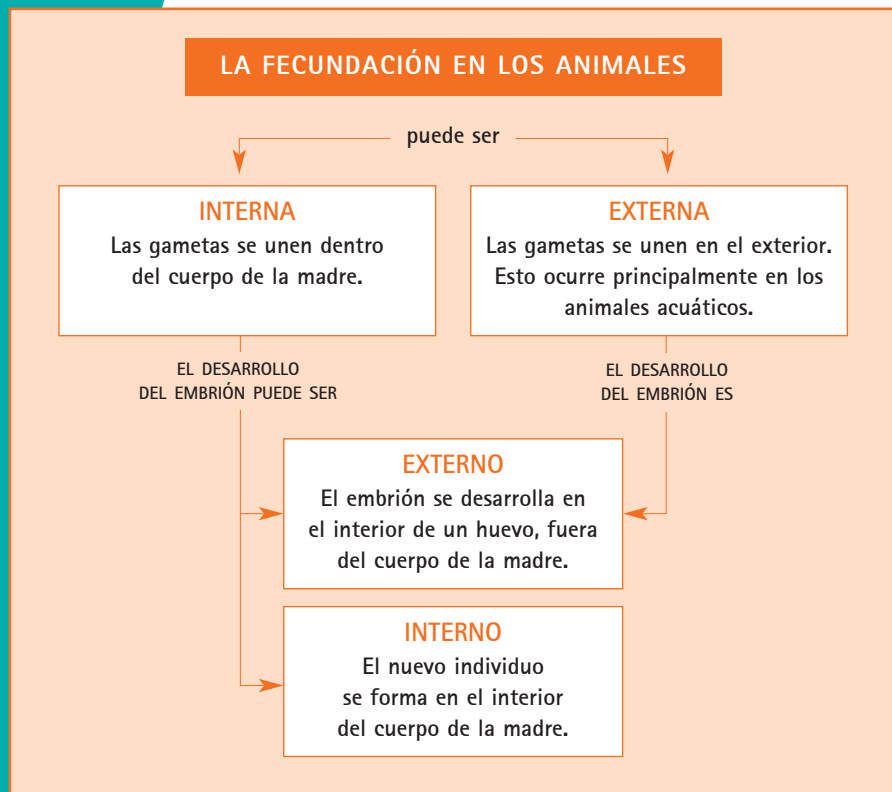 LA FECUNDACIÓN EN LOS ANIMALES
puede ser
INTERNA
Las gametas se unen dentro
del cuerpo de la madre.
EXTERNA
Las gametas se unen en el exterior.
Esto ocurre principalmente en los
animales acuáticos.
EL DESARROLLO
DEL EMBRIÓN PUEDE SER
EL DESARROLLO
DEL EMBRIÓN ES
EXTERNO
El embrión se desarrolla en
el interior de un huevo, fuera
del cuerpo de la madre.
INTERNO
El nuevo individuo
se forma en el interior
del cuerpo de la madre.